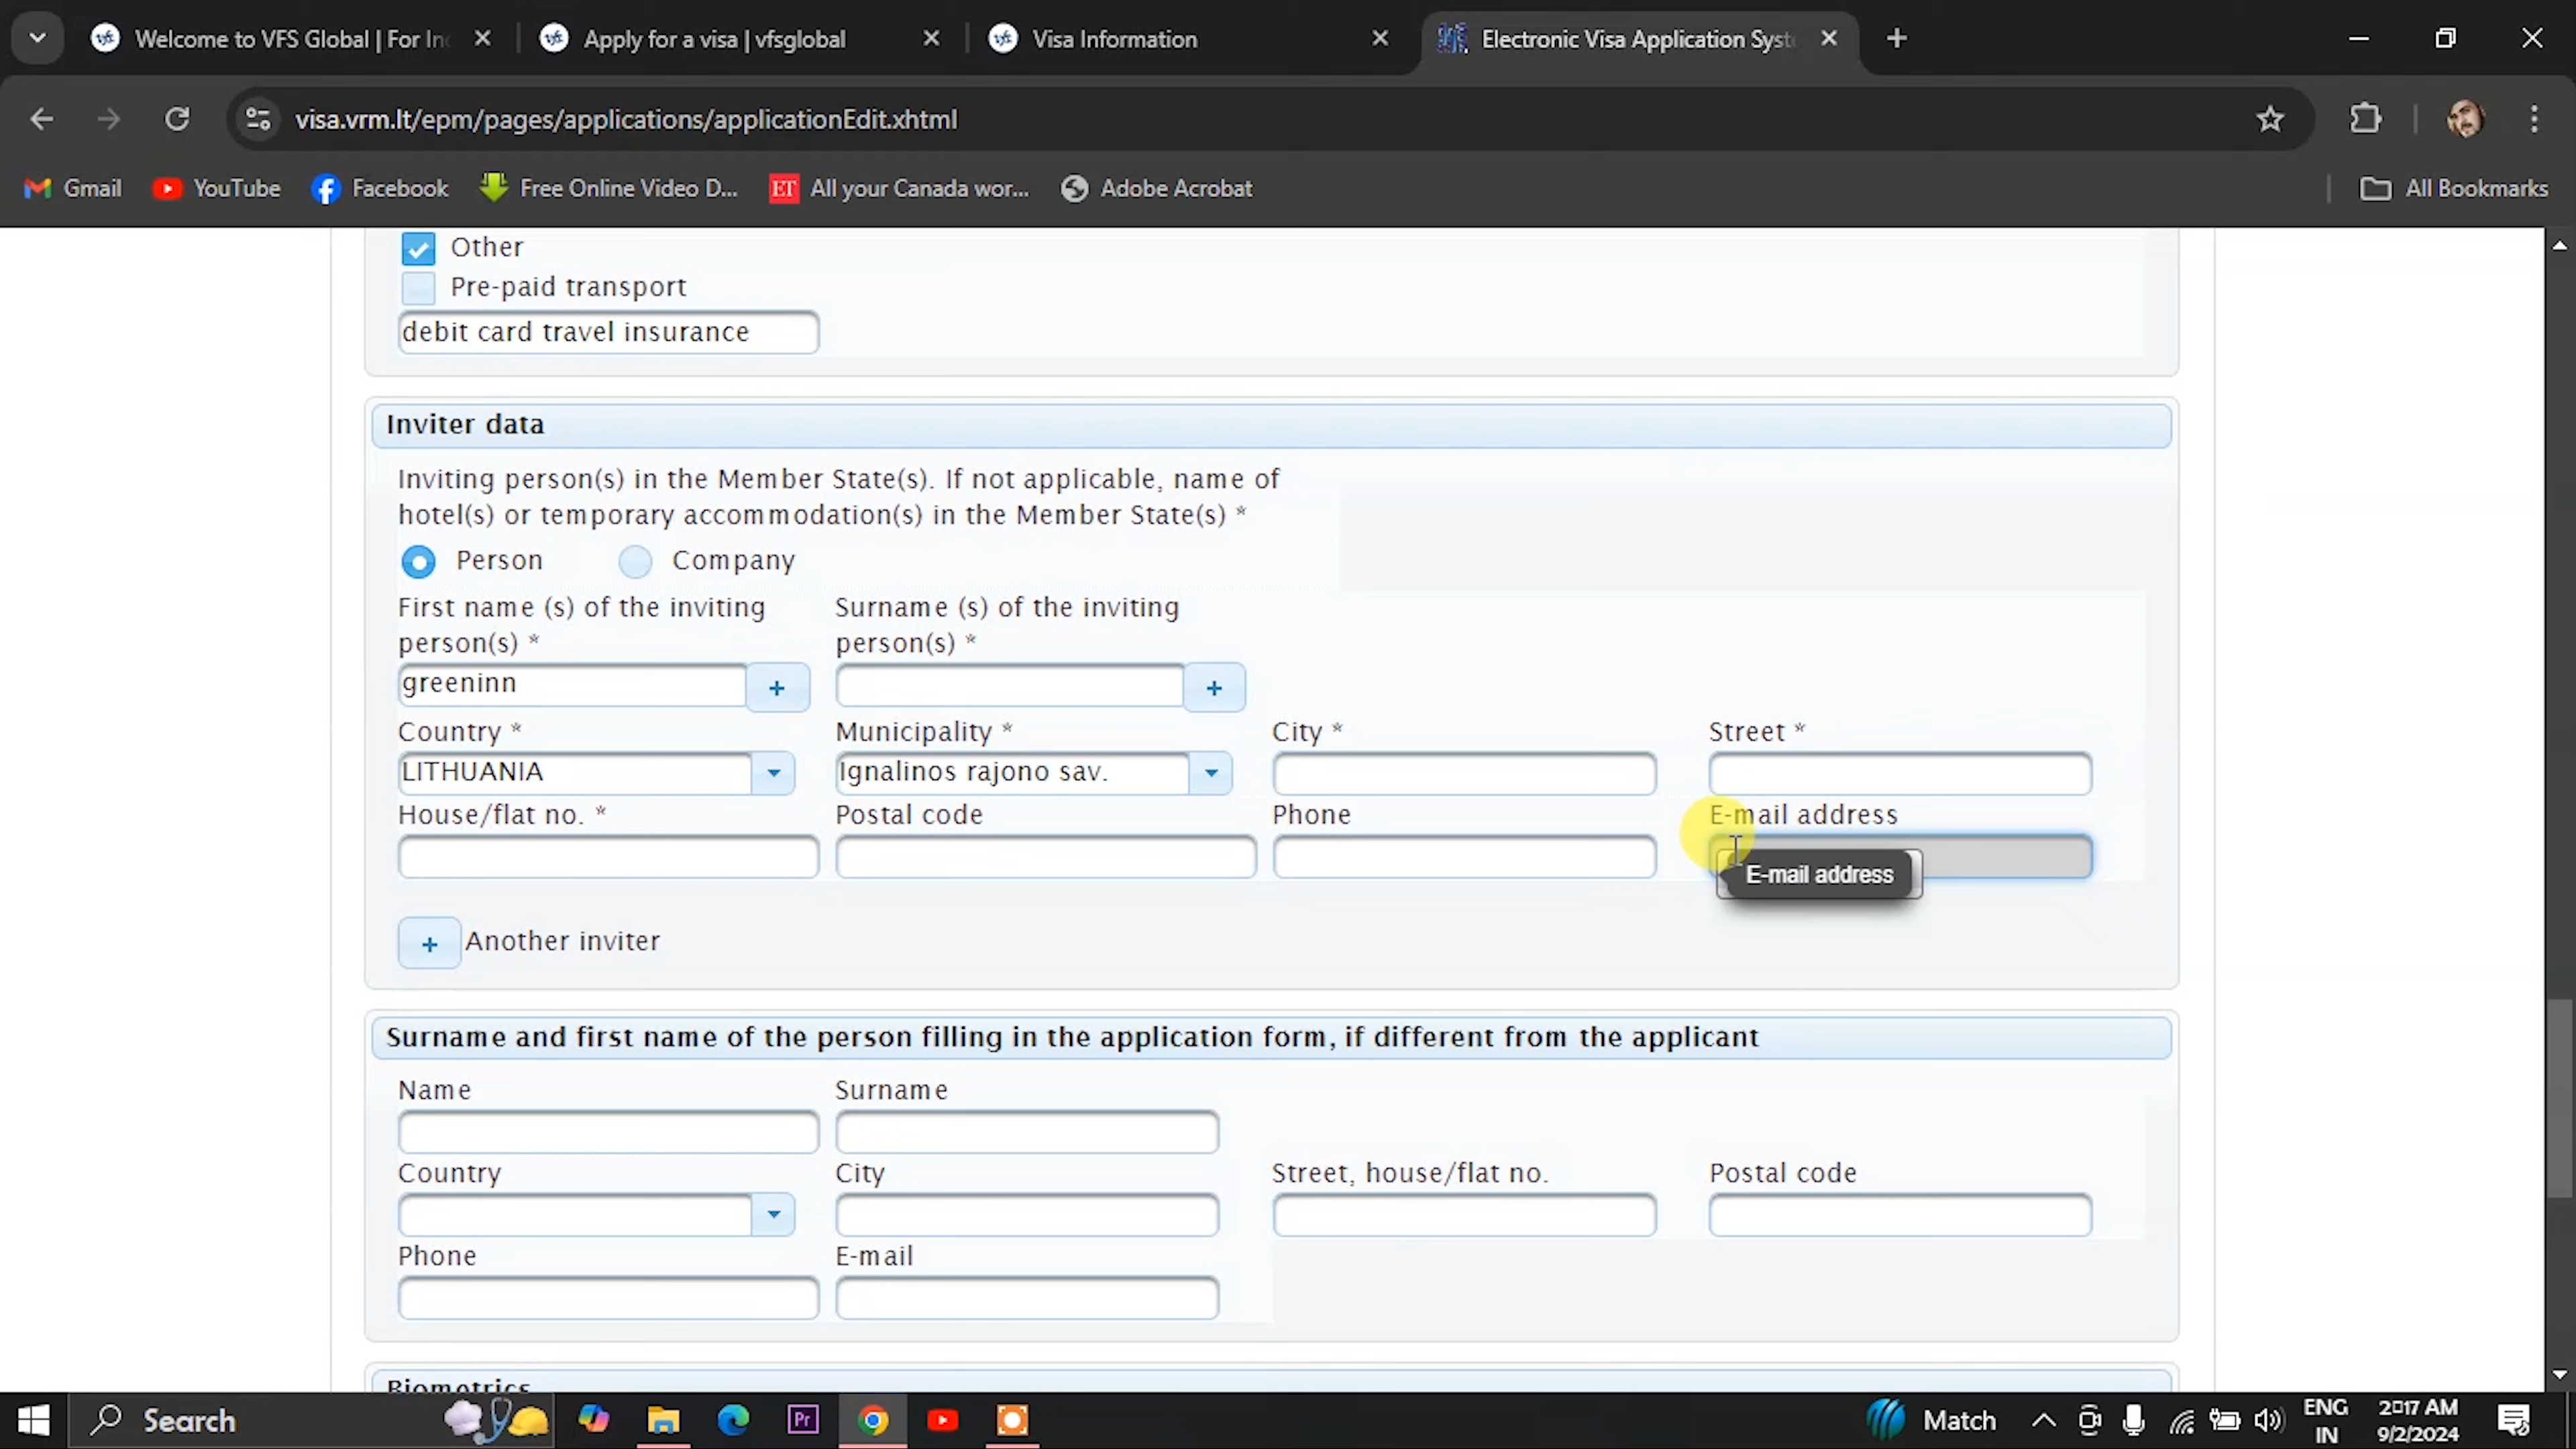 Welcome to VFS Global | For In
Apply for a visa | vfsglobal
Visa Information
Electronic Visa Application Syst
visa.vrm.lt/epm/pages/applications/applicationEdit.xhtml
Gmail
YouTube
Facebook
Free Online Video D...
ET
All your Canada wor...
Adobe Acrobat
All Bookmarks
Other
Pre-paid transport
debit card travel insurance
Inviter data
Inviting person(s) in the Member State(s). If not applicable, name of
hotel(s) or temporary accommodation(s) in the Member State(s) *
Person
Company
First name (s) of the inviting
person(s) *
Surname (s) of the inviting
person(s) *
greeninn
Country *
Municipality *
City *
Street *
LITHUANIA
Ignalinos rajono sav.
House/flat no. *
Postal code
Phone
E-mail address
E-mail address
Another inviter
Surname and first name of the person filling in the application form, if different from the applicant
Name
Surname
Country
City
Street, house/flat no.
Postal code
Phone
E-mail
Biometrics
Search
Pr
Match
ENG
IN
2:17 AM
9/2/2024